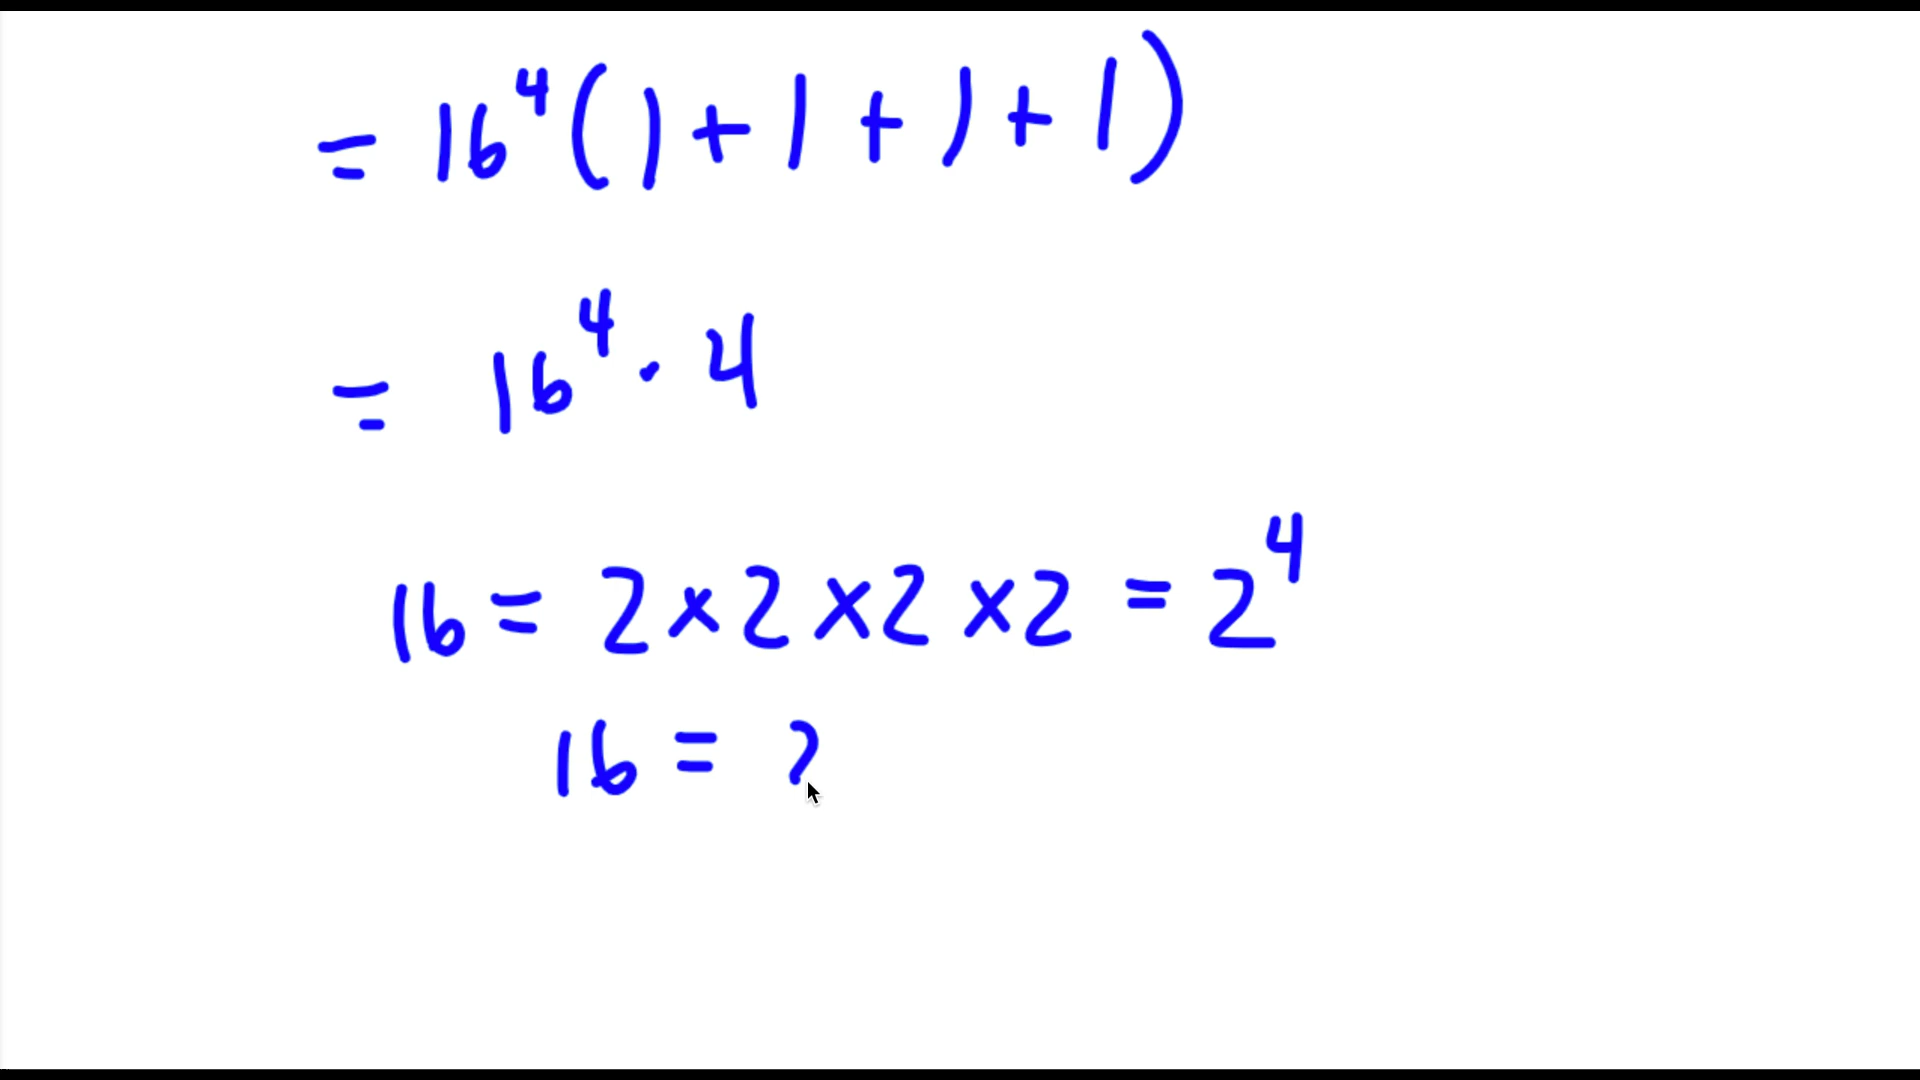 = 16⁴(1 + 1 + 1 + 1)
= 16⁴ · 4
16 = 2 × 2 × 2 × 2 = 2⁴
16 = 2